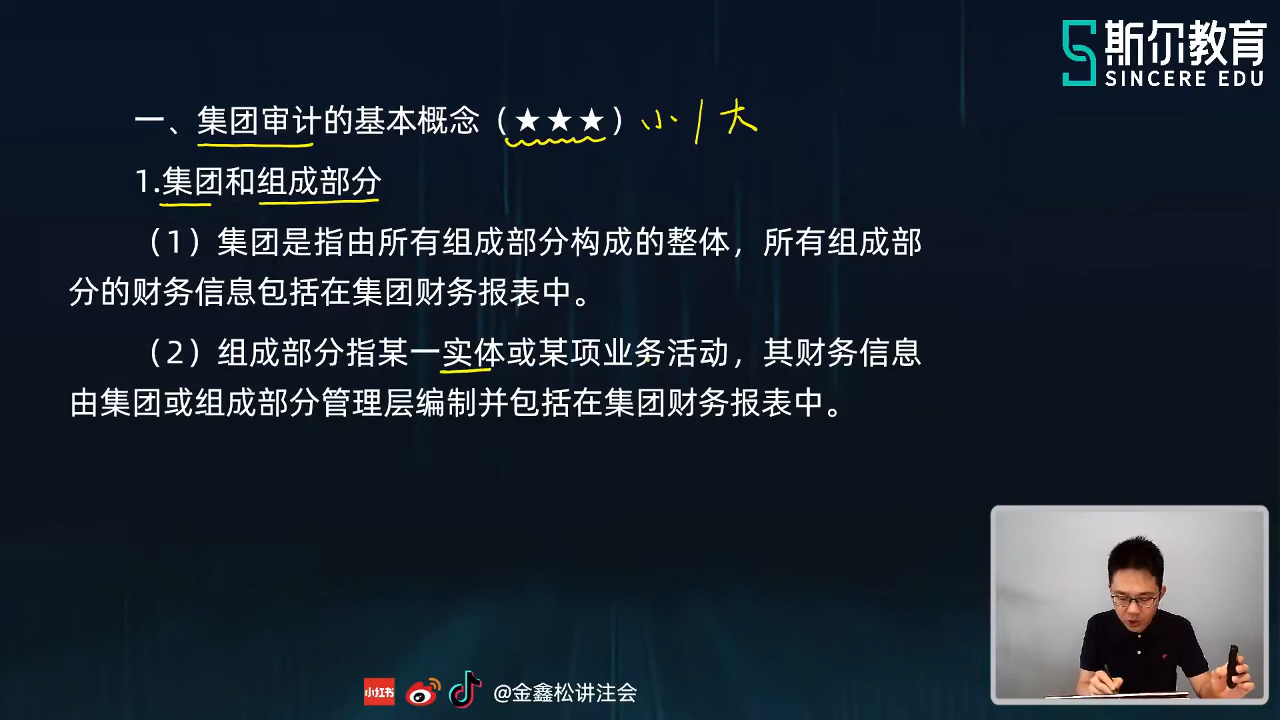 斯尔教育
SINCERE EDU
一、集团审计的基本概念（★★★）小/大
1.集团和组成部分
（1）集团是指由所有组成部分构成的整体，所有组成部
分的财务信息包括在集团财务报表中。
（2）组成部分指某一实体或某项业务活动，其财务信息
由集团或组成部分管理层编制并包括在集团财务报表中。
小红书 @金鑫松讲注会